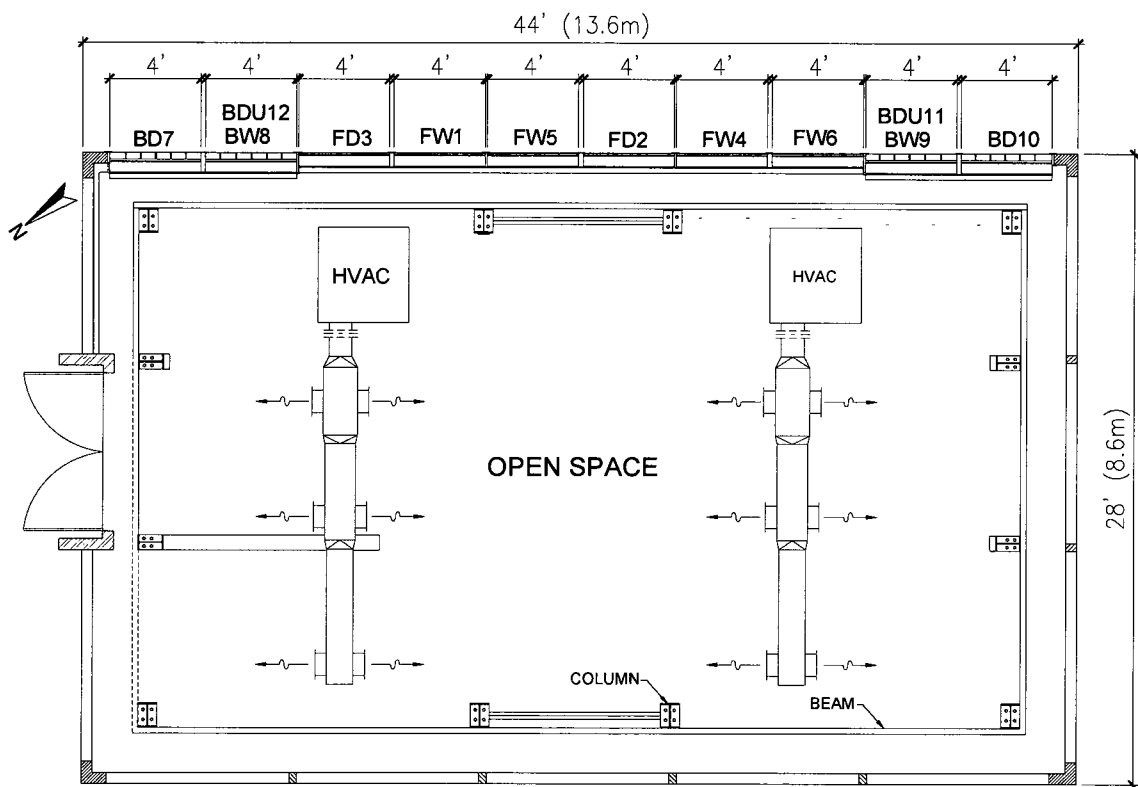 44' (13.6m)
4' 4' 4' 4' 4' 4' 4' 4' 4' 4'
BD7 BDU12 FD3 FW1 FW5 FD2 FW4 FW6 BDU11 BD10
BW8 BW9
N
HVAC HVAC
OPEN SPACE
28' (8.6m)
COLUMN
BEAM